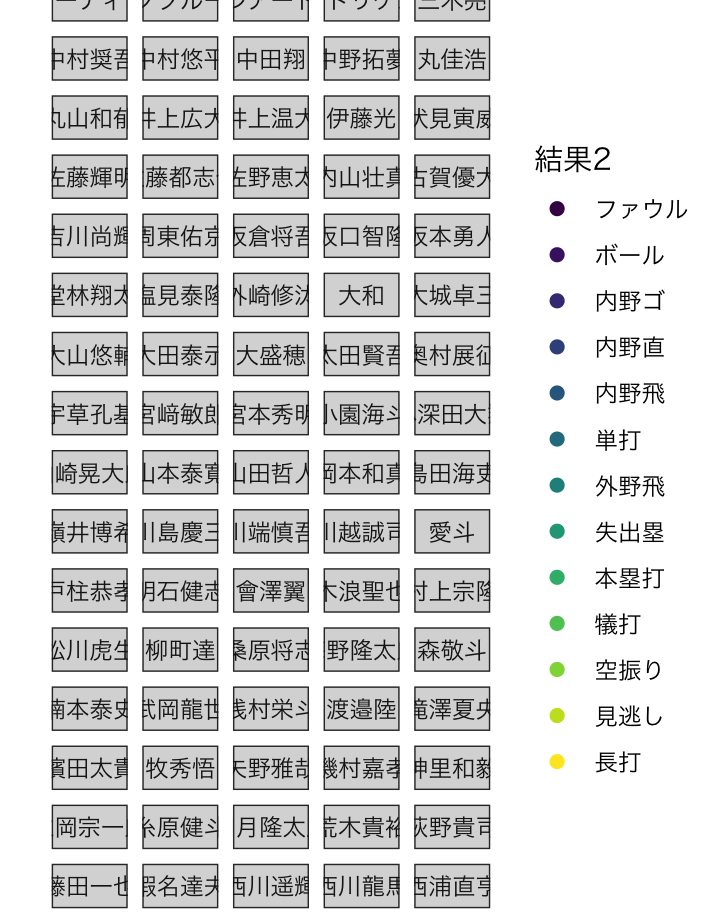 三木亮
中村奨吾 中村悠平 中田翔 中野拓夢 丸佳浩
丸山和郁 井上広大 井上温大 伊藤光 伏見寅威
佐藤輝明 藤都志 佐野恵太 内山壮真 古賀優大
吉川尚輝 周東佑京 坂倉将吾 坂口智隆 坂本勇人
堂林翔太 塩見泰隆 外崎修汰 大和 大城卓三
大山悠輔 大田泰示 大盛穂 太田賢吾 奥村展征
宇草孔基 宮﨑敏郎 宮本秀明 小園海斗 深田大
崎晃大 山本泰寛 山田哲人 岡本和真 島田海吏
嶺井博希 川島慶三 川端慎吾 川越誠司 愛斗
戸柱恭孝 明石健志 會澤翼 木浪聖也 村上宗隆
松川虎生 柳町達 桑原将志 野隆太 森敬斗
楠本泰史 武岡龍世 浅村栄斗 渡邉陸 滝澤夏央
濱田太貴 牧秀悟 矢野雅哉 磯村嘉孝 神里和毅
岡宗一 糸原健斗 月隆太 荒木貴裕 荻野貴司
藤田一也 蝦名達夫 西川遥輝 西川龍馬 西浦直亨
結果2
ファウル
ボール
内野ゴ
内野直
内野飛
単打
外野飛
失出塁
本塁打
犠打
空振り
見逃し
長打